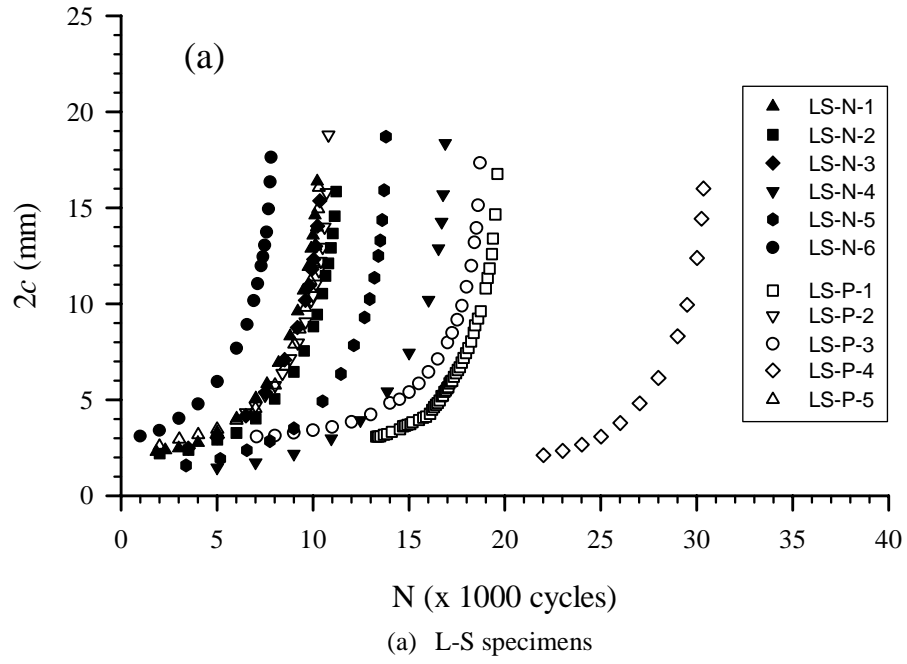 25
20
15
10
5
0
2c (mm)
(a)
LS-N-1
LS-N-2
LS-N-3
LS-N-4
LS-N-5
LS-N-6
LS-P-1
LS-P-2
LS-P-3
LS-P-4
LS-P-5
0 5 10 15 20 25 30 35 40
N (x 1000 cycles)
(a) L-S specimens